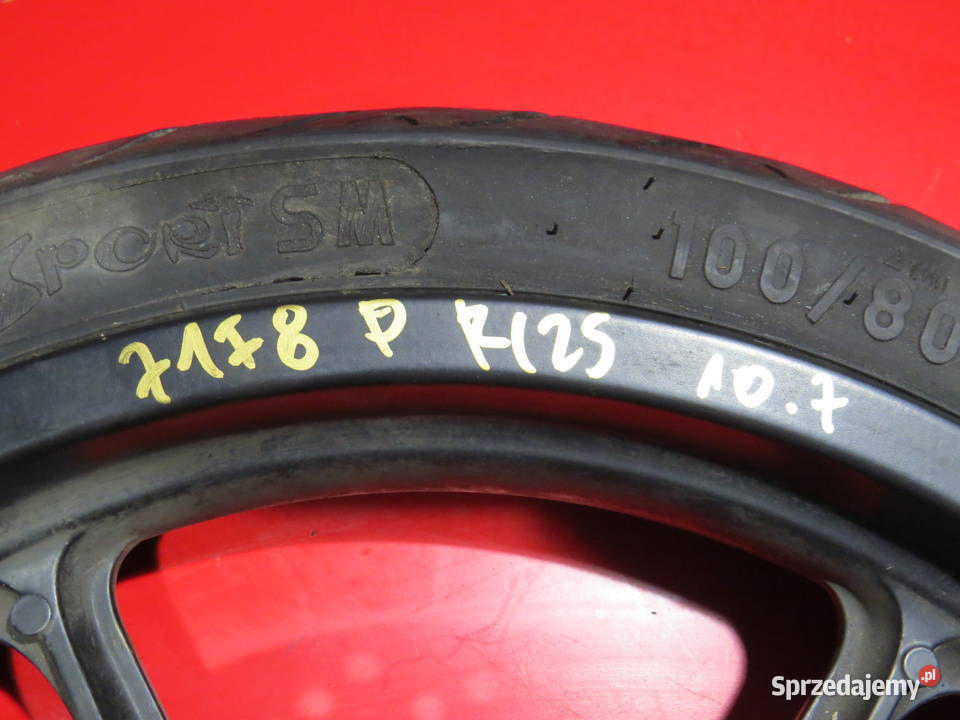 SPORT SM
100/80
7178 P R125 10.7
Sprzedajemy.pl